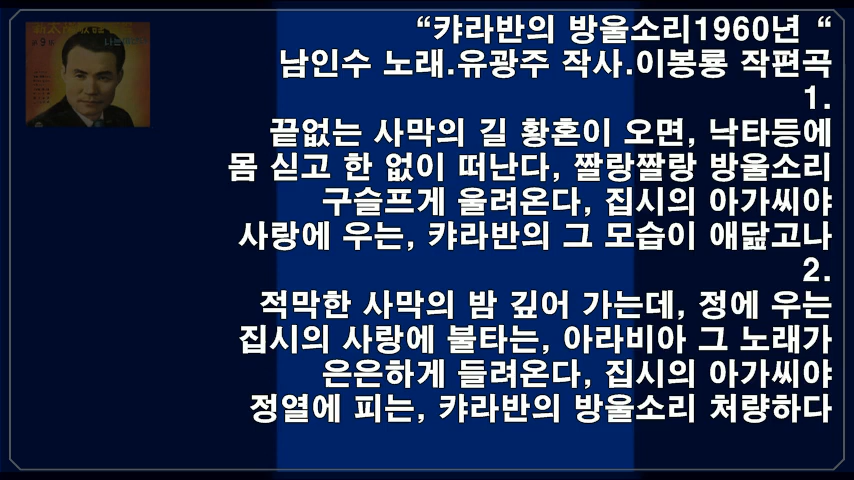 “캬라반의 방울소리1960년 “
남인수 노래.유광주 작사.이봉룡 작편곡
1.
끝없는 사막의 길 황혼이 오면, 낙타등에
몸 싣고 한 없이 떠난다, 짤랑짤랑 방울소리
구슬프게 울려온다, 집시의 아가씨야
사랑에 우는, 캬라반의 그 모습이 애닲고나
2.
적막한 사막의 밤 깊어 가는데, 정에 우는
집시의 사랑에 불타는, 아라비아 그 노래가
은은하게 들려온다, 집시의 아가씨야
정열에 피는, 캬라반의 방울소리 처량하다